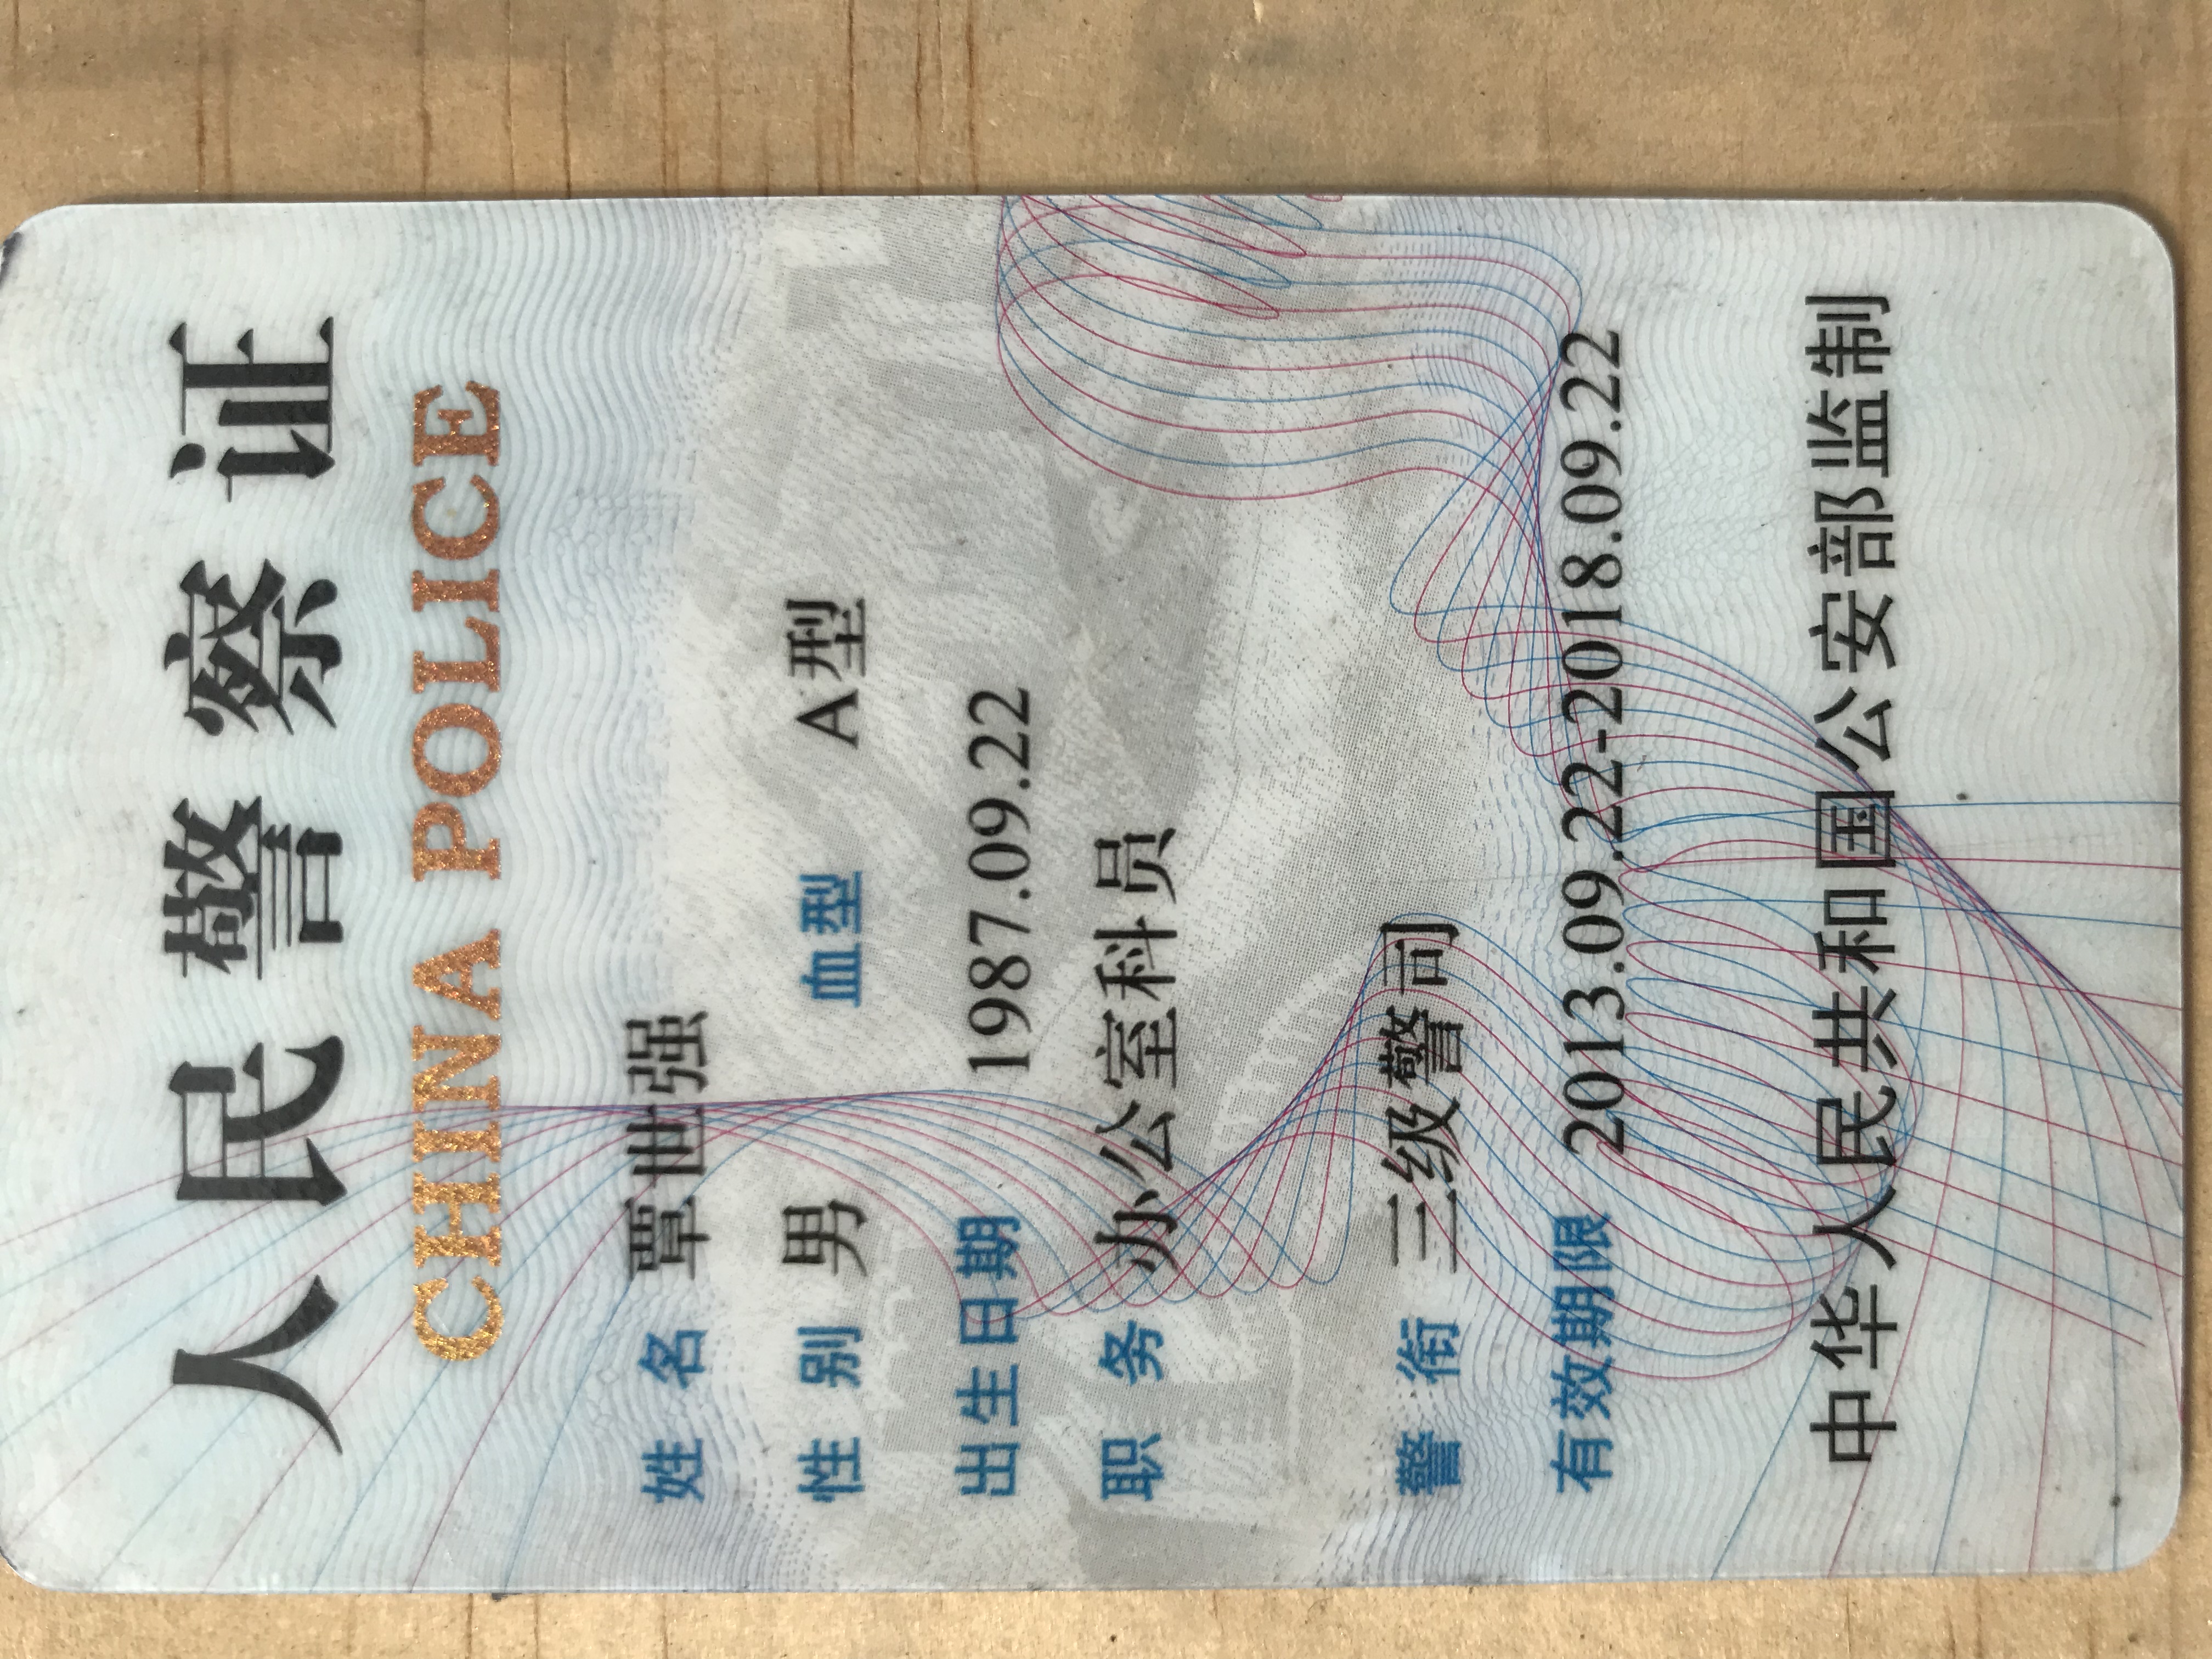 人民警察证
CHINA POLICE
姓名 覃世强
性别 男 血型 A型
出生日期 1987.09.22
职务 办公室科员
警衔 三级警司
有效期限 2013.09.22-2018.09.22
中华人民共和国公安部监制